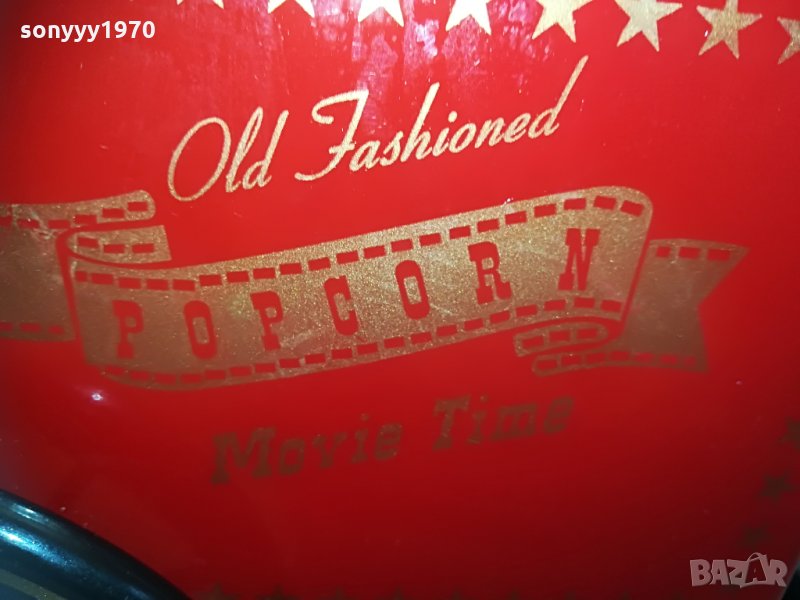 sonyyy1970
Old Fashioned
POPCORN
Movie Time
BAZAR